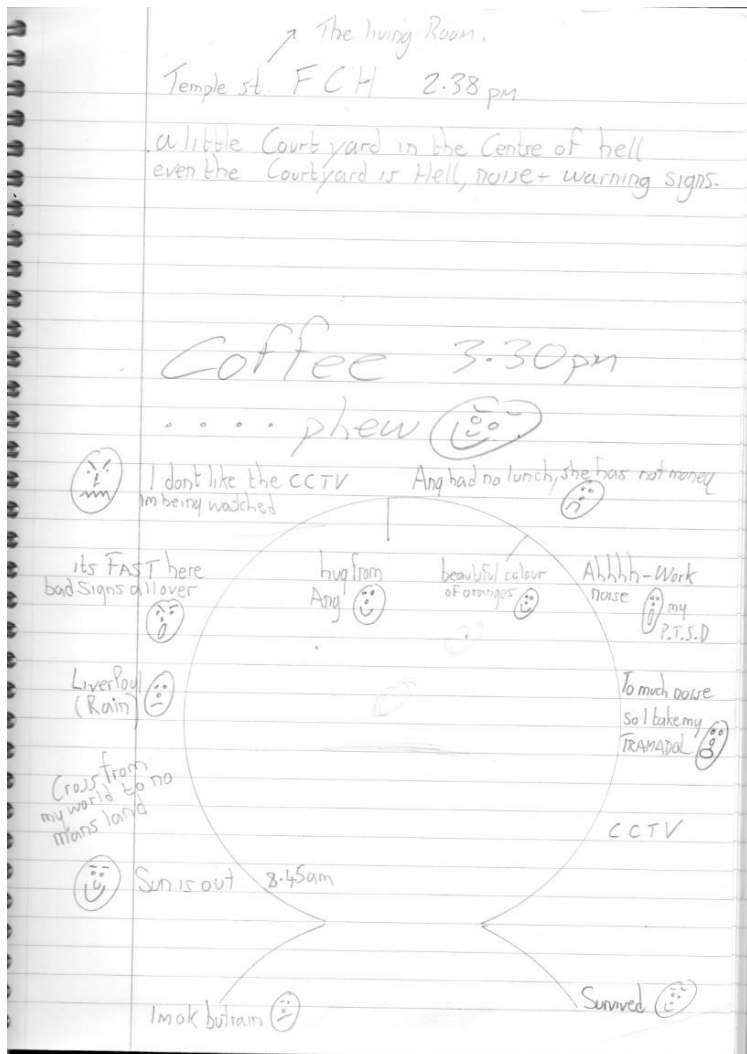 The living Room.
Temple st. FCH 2.38 pm
a little Courtyard in the Centre of hell
even the Courtyard is Hell, noise + warning signs.
Coffee 3.30pm
..... phew
I dont like the CCTV
Im being watched
Ang had no lunch, she has not money
its FAST here
bad Signs all over
hug from
Ang
beautiful colour
of oranges
Ahhhh - Work
noise
my
P.T.S.D
Liverpool
(Rain)
To much noise
so I take my
TRAMADOL
Cross from
my world to no
mans land
CCTV
Sun is out 8.45am
Im ok but rain
Survived